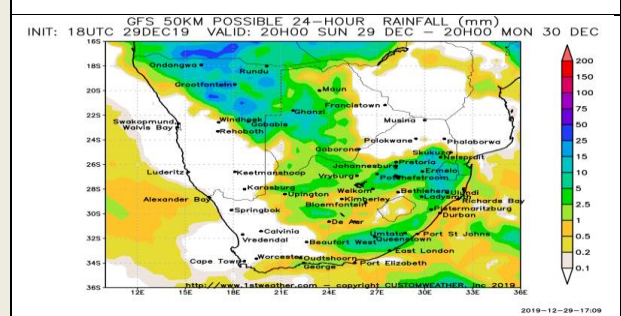 GFS 50KM POSSIBLE 24-HOUR RAINFALL (mm)
INIT: 18UTC 29DEC19 VALID: 20H00 SUN 29 DEC - 20H00 MON 30 DEC
16S
18S
20S
22S
24S
26S
28S
30S
32S
34S
36S
Ondangwa
Rundu
Grootfontein
Maun
Francistown
Ghanzi
Windhoek
Gobabis
Swakopmund
Walvis Bay
Rehoboth
Musina
Polokwane
Phalaborwa
Gaborone
Skukuza
Nelspruit
Pretoria
Johannesburg
Ermelo
Luderitz
Keetmanshoop
Vryburg
Potchefstroom
Karasburg
Upington
Welkom
Bethlehem
Ulundi
Kimberley
Ladysmith
Alexander Bay
Bloemfontein
Richards Bay
Springbok
Pietermaritzburg
Durban
De Aar
Calvinia
Umtata
Port St Johns
Vredendal
Beaufort West
Queenstown
East London
Cape Town
Worcester
Oudtshoorn
George
Port Elizabeth
http://www.1stweather.com - copyright CUSTOMWEATHER, Inc 2019
12E 15E 18E 21E 24E 27E 30E 33E 36E
200
150
100
75
50
25
15
10
5
2.5
1
0.5
0.2
0.1
2019-12-29-17:09